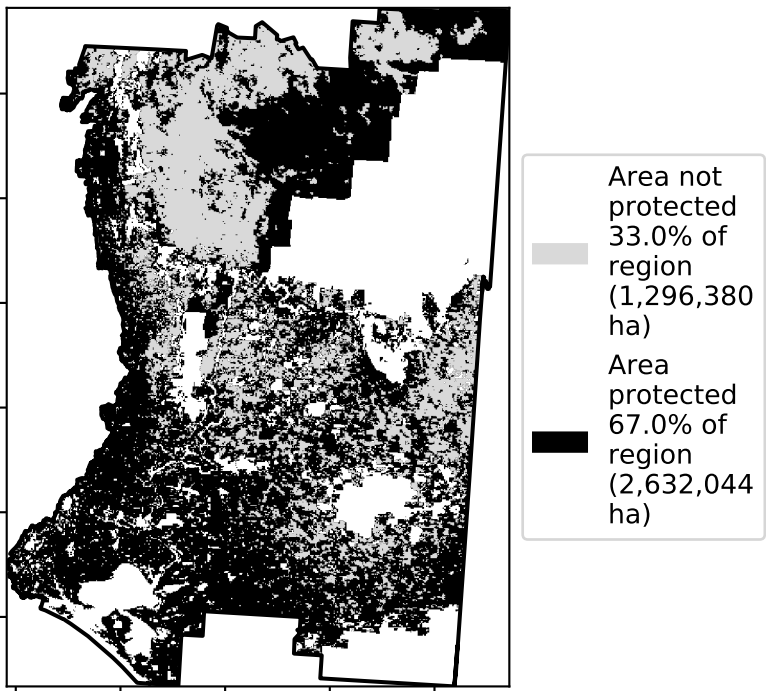 Area not
protected
33.0% of
region
(1,296,380
ha)
Area
protected
67.0% of
region
(2,632,044
ha)